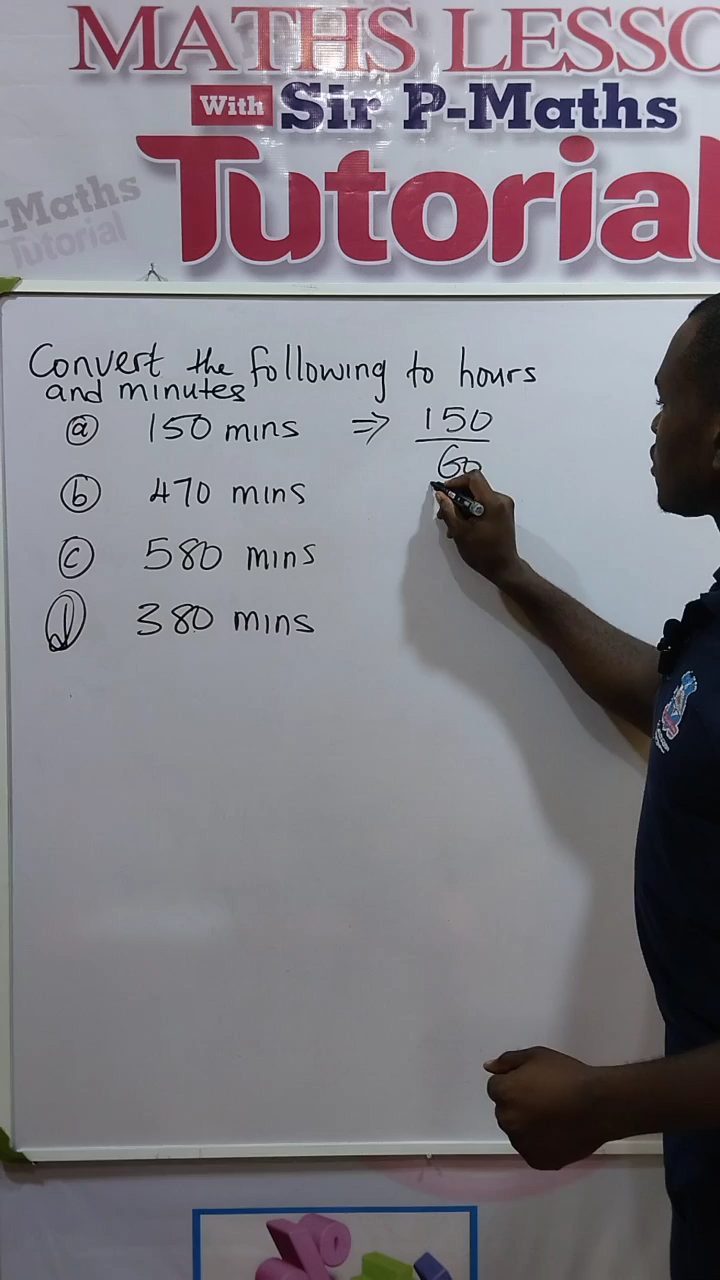 MATHS LESSO
With Sir P-Maths
Tutorial
-Maths
Tutorial
Convert the following to hours
and minutes
ⓐ 150 mins ⇒ 150
60
ⓑ 470 mins
ⓒ 580 mins
ⓓ 380 mins